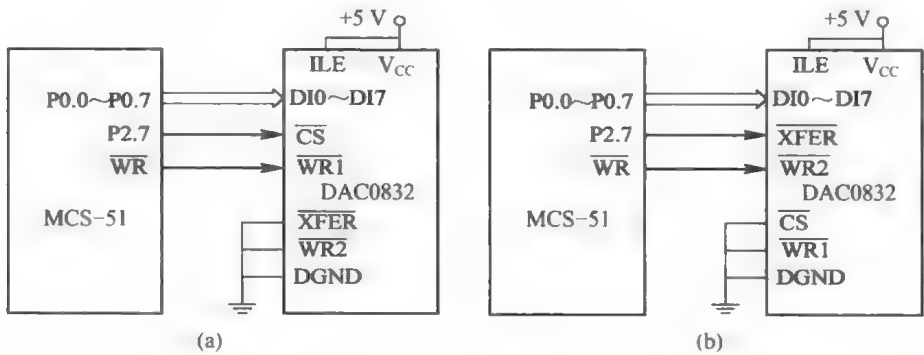 +5 V
ILE VCC
P0.0～P0.7 DI0～DI7
P2.7 CS
WR WR1
DAC0832
MCS-51 XFER
WR2
DGND
(a)
+5 V
ILE VCC
P0.0～P0.7 DI0～DI7
P2.7 XFER
WR WR2
DAC0832
MCS-51 CS
WR1
DGND
(b)